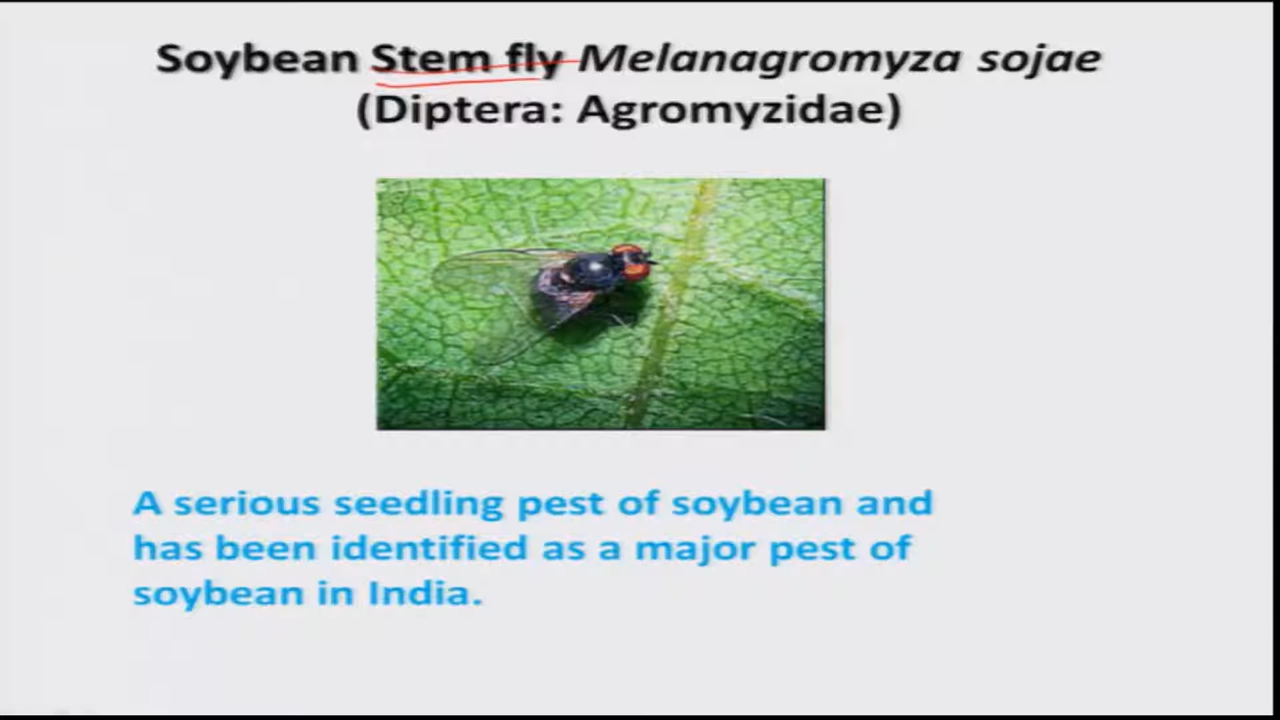 Soybean Stem fly Melanagromyza sojae
(Diptera: Agromyzidae)
A serious seedling pest of soybean and
has been identified as a major pest of
soybean in India.